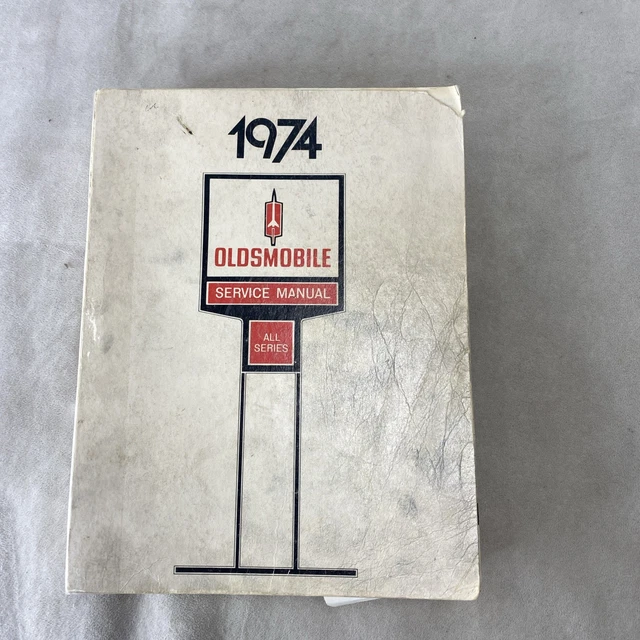 1974
OLDSMOBILE
SERVICE MANUAL
ALL
SERIES